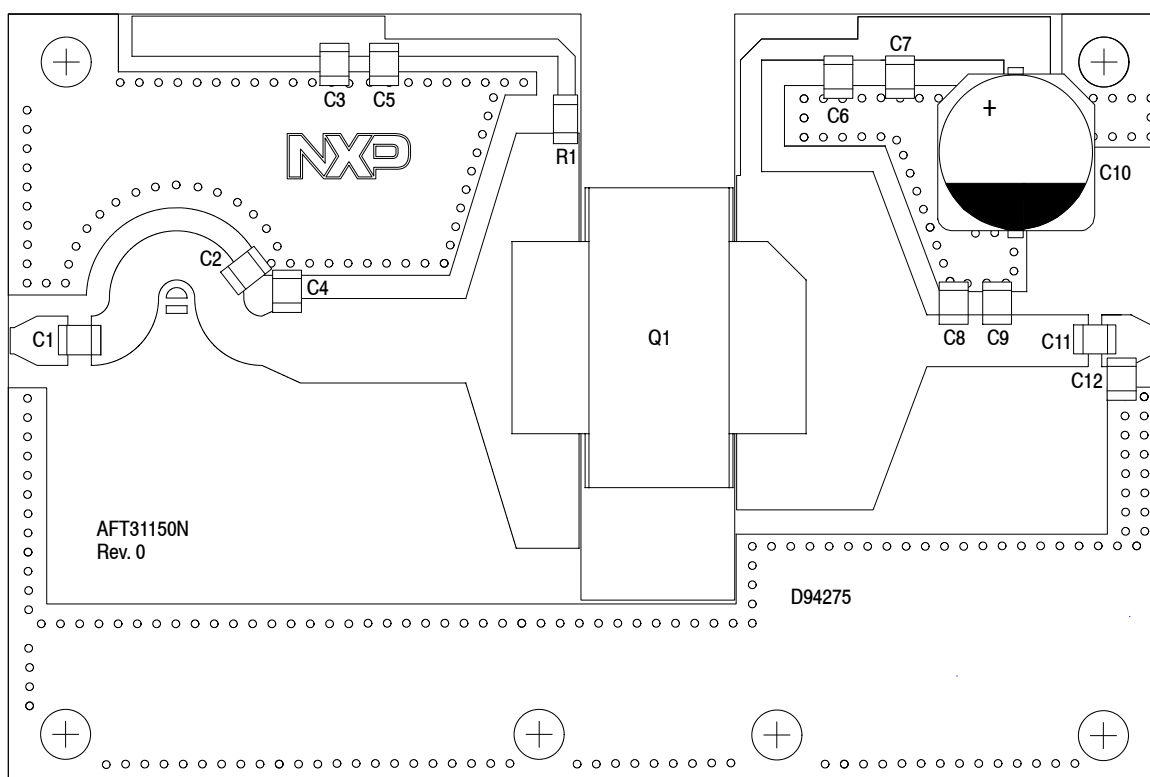 C7
C3 C5
C6
+
NXP
R1
C10
C2
C4
C1
Q1
C8 C9 C11
C12
AFT31150N
Rev. 0
D94275